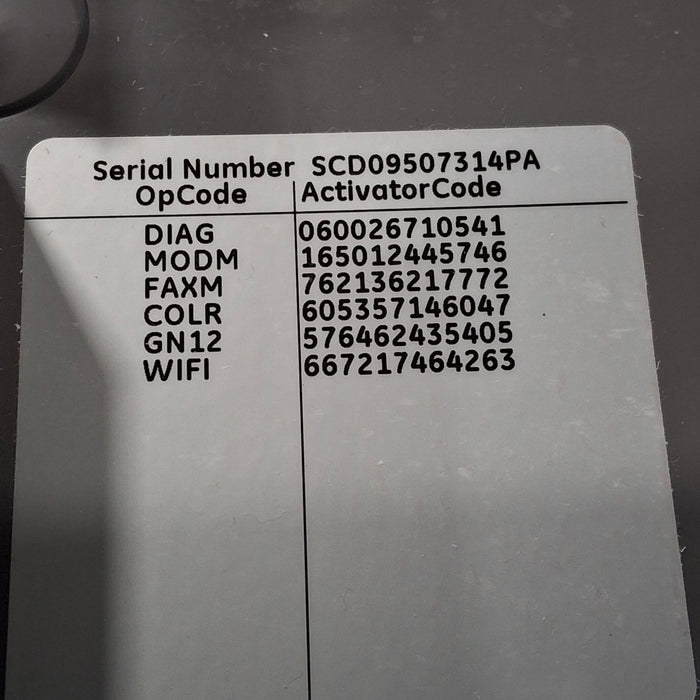 Serial Number SCD09507314PA
OpCode ActivatorCode
DIAG 060026710541
MODM 165012445746
FAXM 762136217772
COLR 605357146047
GN12 576462435405
WIFI 667217464263